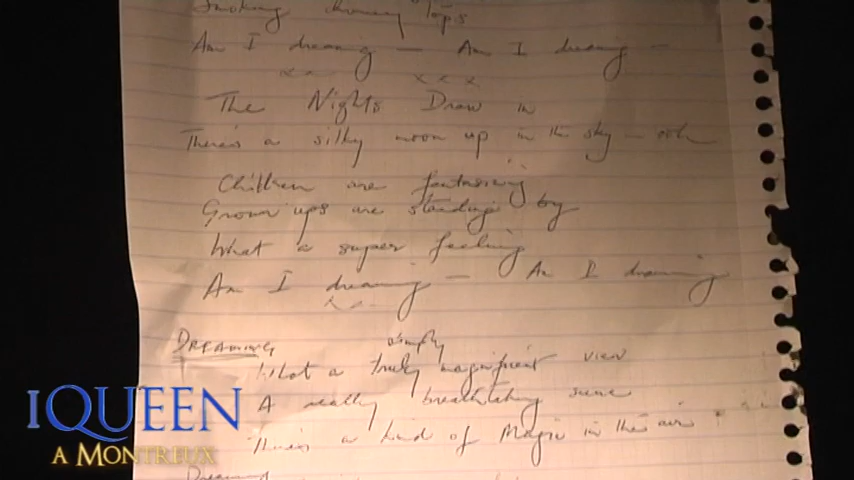 Smoking chimney tops
Am I dreaming — Am I dreaming —
x x x x x
The Nights Draw in
There's a silky moon up in the sky — ooh
Children are fantasizing
Grown ups are standing by
What a super feeling
Am I dreaming — Am I dreaming
DREAMING
simply
What a truly magnificent view
A really breathtaking scene
There's a kind of Magic in the air
Dreaming
IQUEEN
A MONTREUX